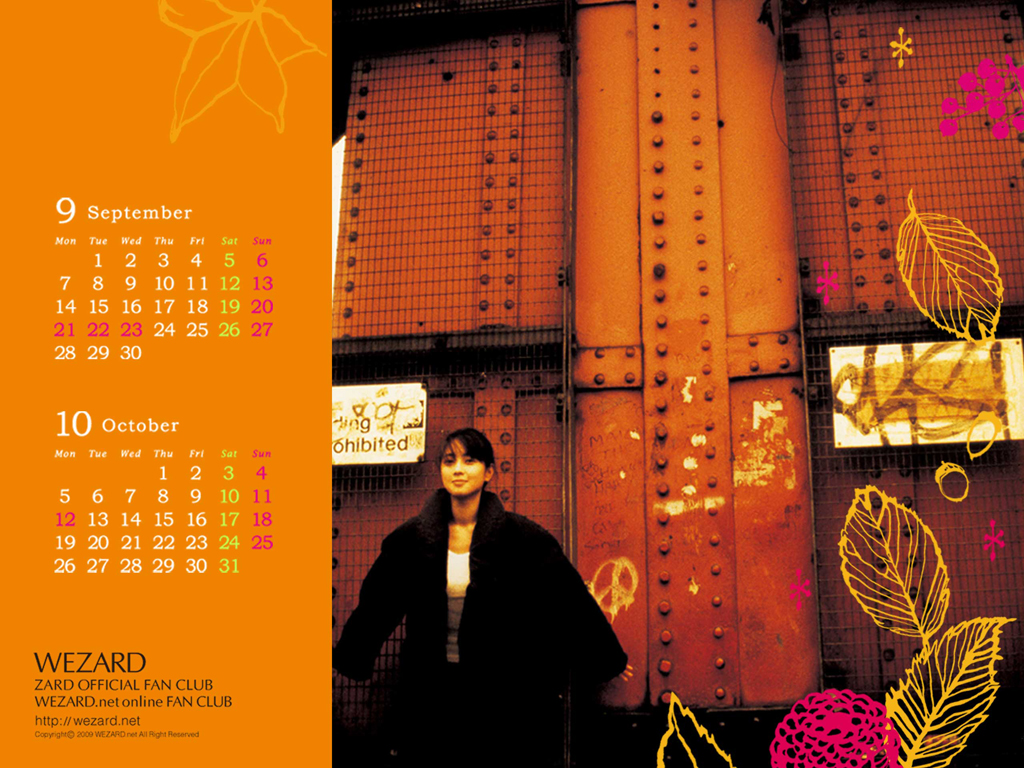 9 September
Mon Tue Wed Thu Fri Sat Sun
1 2 3 4 5 6
7 8 9 10 11 12 13
14 15 16 17 18 19 20
21 22 23 24 25 26 27
28 29 30
10 October
Mon Tue Wed Thu Fri Sat Sun
1 2 3 4
5 6 7 8 9 10 11
12 13 14 15 16 17 18
19 20 21 22 23 24 25
26 27 28 29 30 31
WEZARD
ZARD OFFICIAL FAN CLUB
WEZARD.net online FAN CLUB
http://wezard.net
Copyright© 2009 WEZARD.net All Right Reserved
ding
ohibited